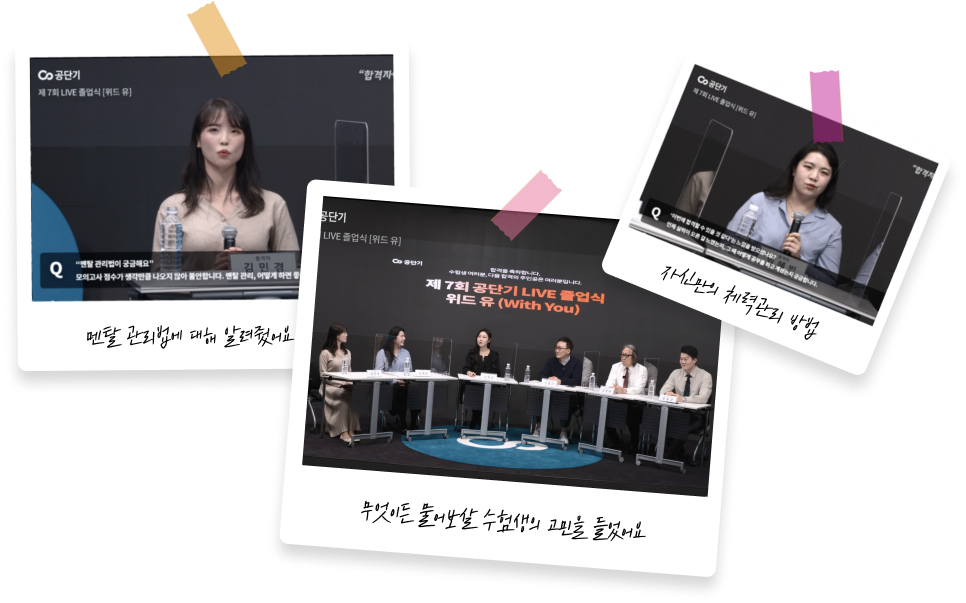 공단기
제 7회 LIVE 졸업식 [위드 유]
“합격자
Q
“멘탈 관리법이 궁금해요”
모의고사 점수가 생각만큼 나오지 않아 불안합니다. 멘탈 관리, 어떻게 하면 좋
합격자
김민경
멘탈 관리법에 대해 알려줬어요
공단기
LIVE 졸업식 [위드 유]
공단기
합격을 축하합니다.
수험생 여러분, 다음 합격의 주인공은 여러분입니다.
제 7회 공단기 LIVE 졸업식
위드 유 (With You)
무엇이든 물어보살 수험생의 고민을 들었어요
공단기
제 7회 LIVE 졸업식 [위드 유]
“합격자
Q
자신만의 체력관리 방법